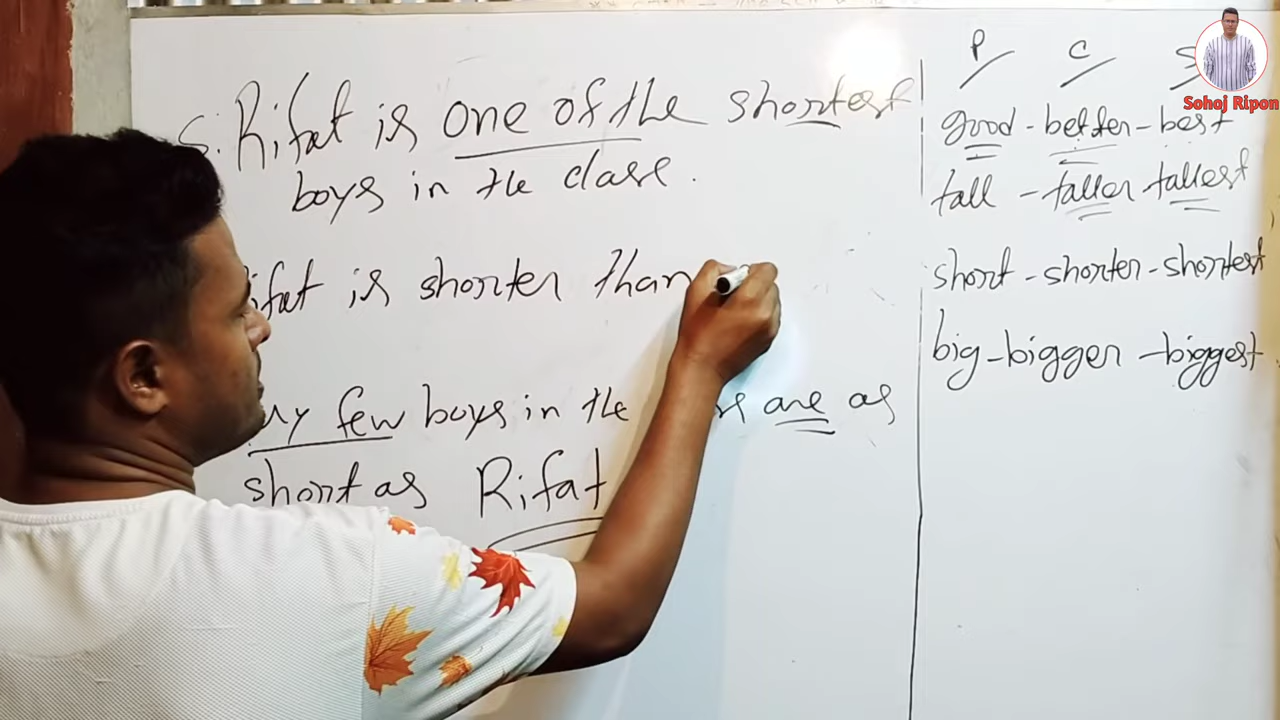 S: Rifat is one of the shortest
boys in the class.
Rifat is shorter than
few boys in the are as
short as Rifat
P C S
good - better - best
tall - taller tallest
short - shorter - shortest
big - bigger - biggest
Sohoj Ripon